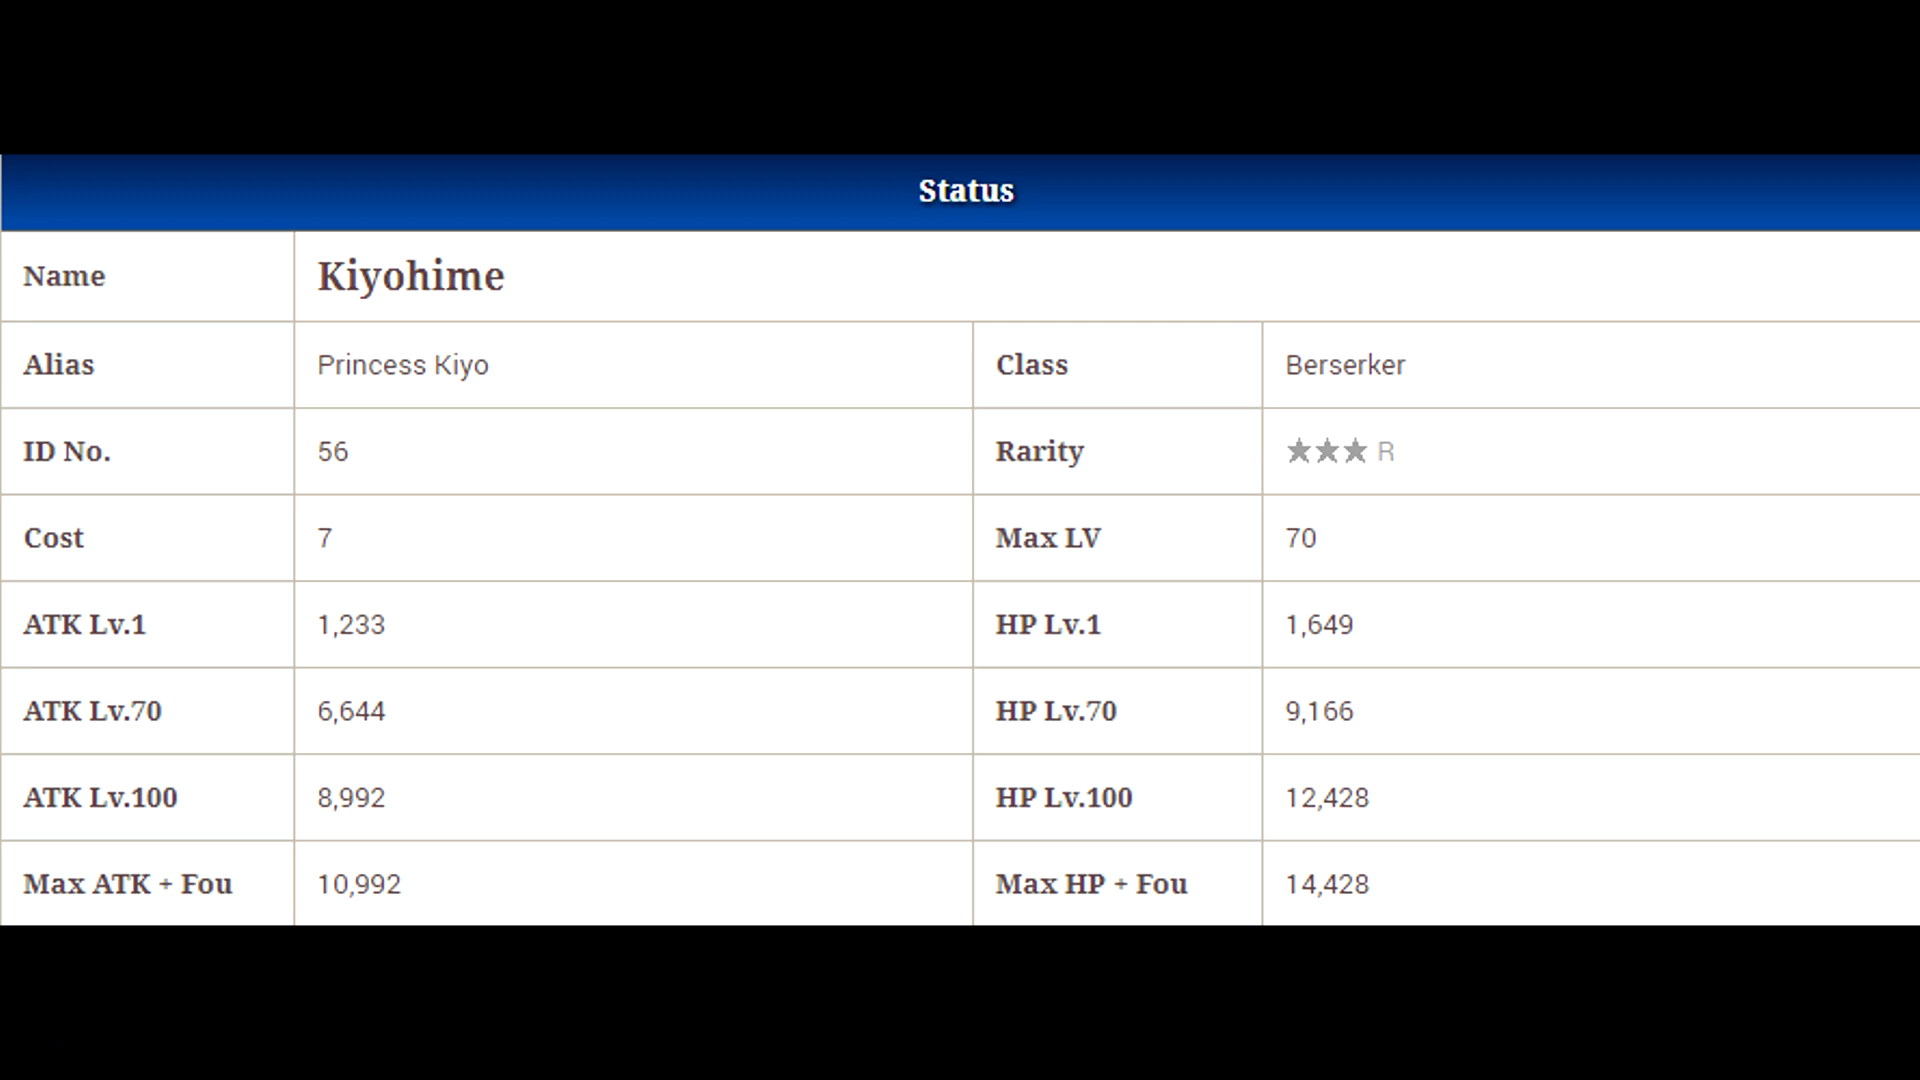 Status
Name Kiyohime
Alias Princess Kiyo Class Berserker
ID No. 56 Rarity ★★★ R
Cost 7 Max LV 70
ATK Lv.1 1,233 HP Lv.1 1,649
ATK Lv.70 6,644 HP Lv.70 9,166
ATK Lv.100 8,992 HP Lv.100 12,428
Max ATK + Fou 10,992 Max HP + Fou 14,428